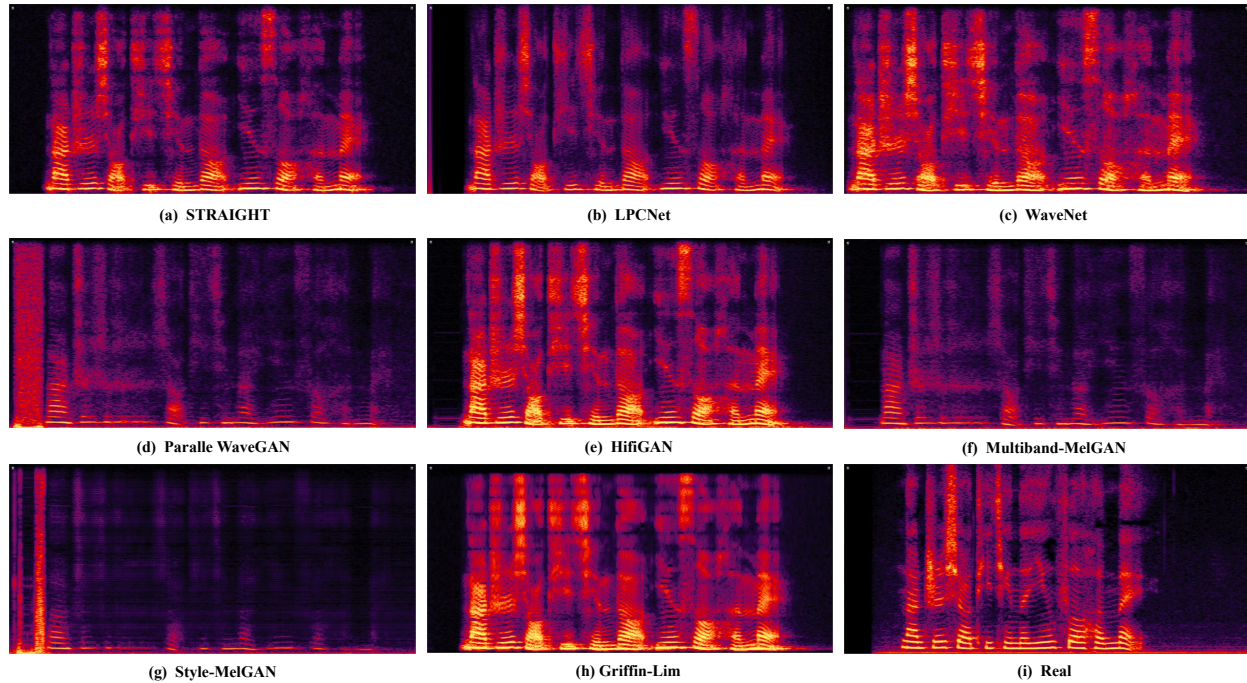 (a) STRAIGHT
(b) LPCNet
(c) WaveNet
(d) Paralle WaveGAN
(e) HifiGAN
(f) Multiband-MelGAN
(g) Style-MelGAN
(h) Griffin-Lim
(i) Real